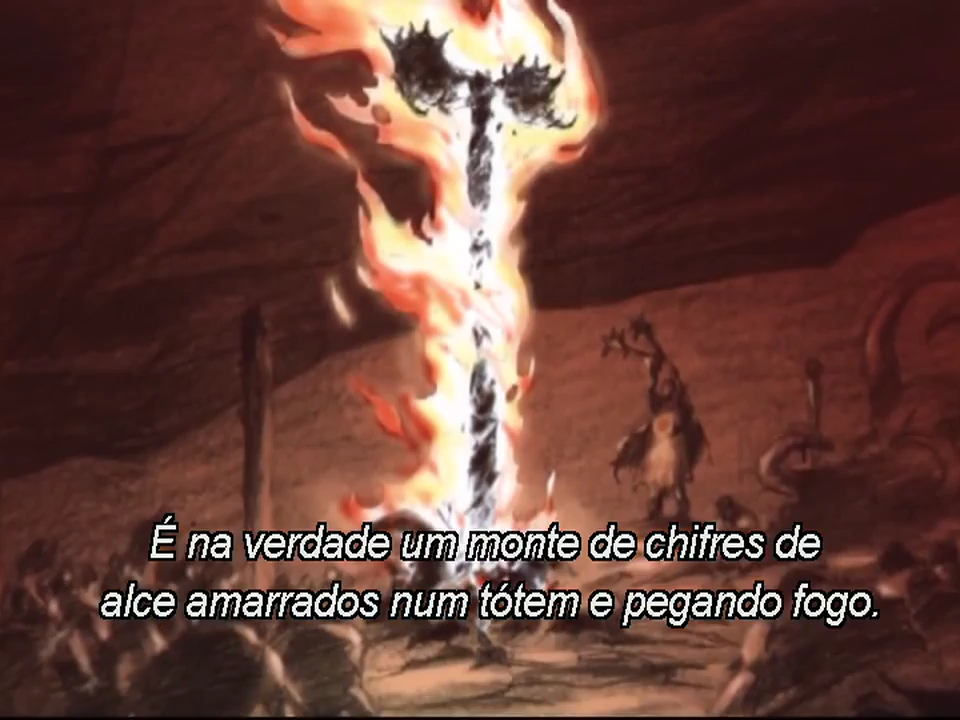 É na verdade um monte de chifres de
alce amarrados num tótem e pegando fogo.